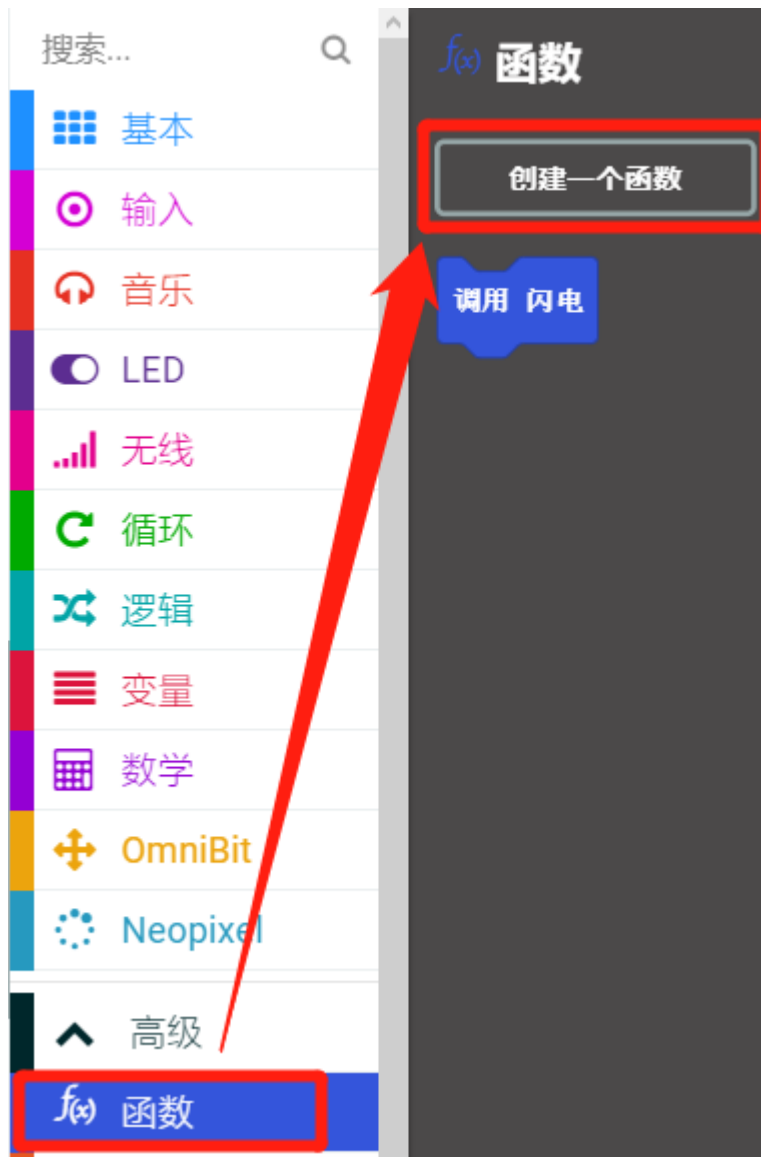 搜索...
基本
输入
音乐
LED
无线
循环
逻辑
变量
数学
OmniBit
Neopixel
高级
f(x) 函数
f(x) 函数
创建一个函数
调用 闪电